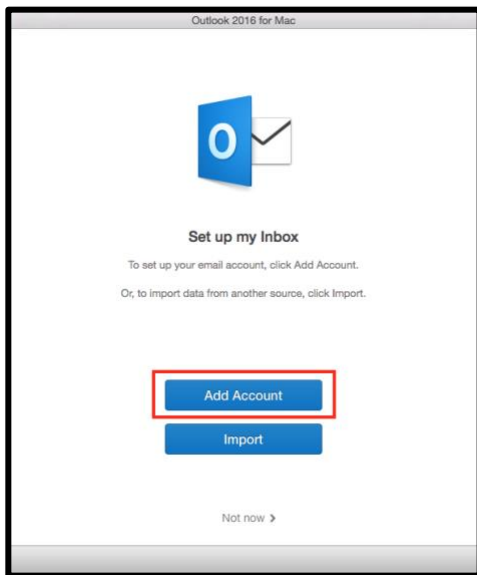 Outlook 2016 for Mac
O
Set up my Inbox
To set up your email account, click Add Account.
Or, to import data from another source, click Import.
Add Account
Import
Not now >